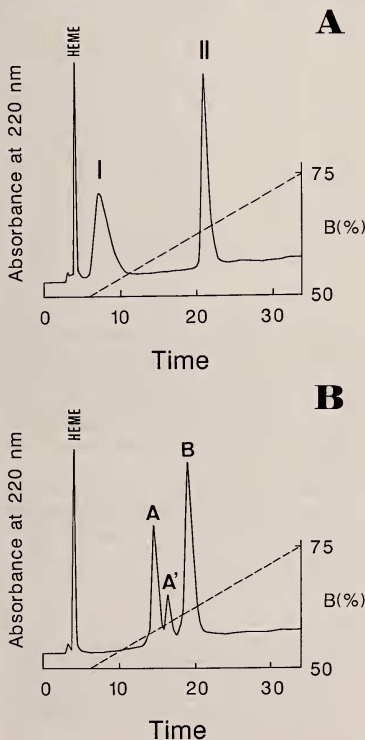 A
HEME
I
II
Absorbance at 220 nm
75
B(%)
50
0 10 20 30
Time
B
HEME
A
A'
B
Absorbance at 220 nm
75
B(%)
50
0 10 20 30
Time